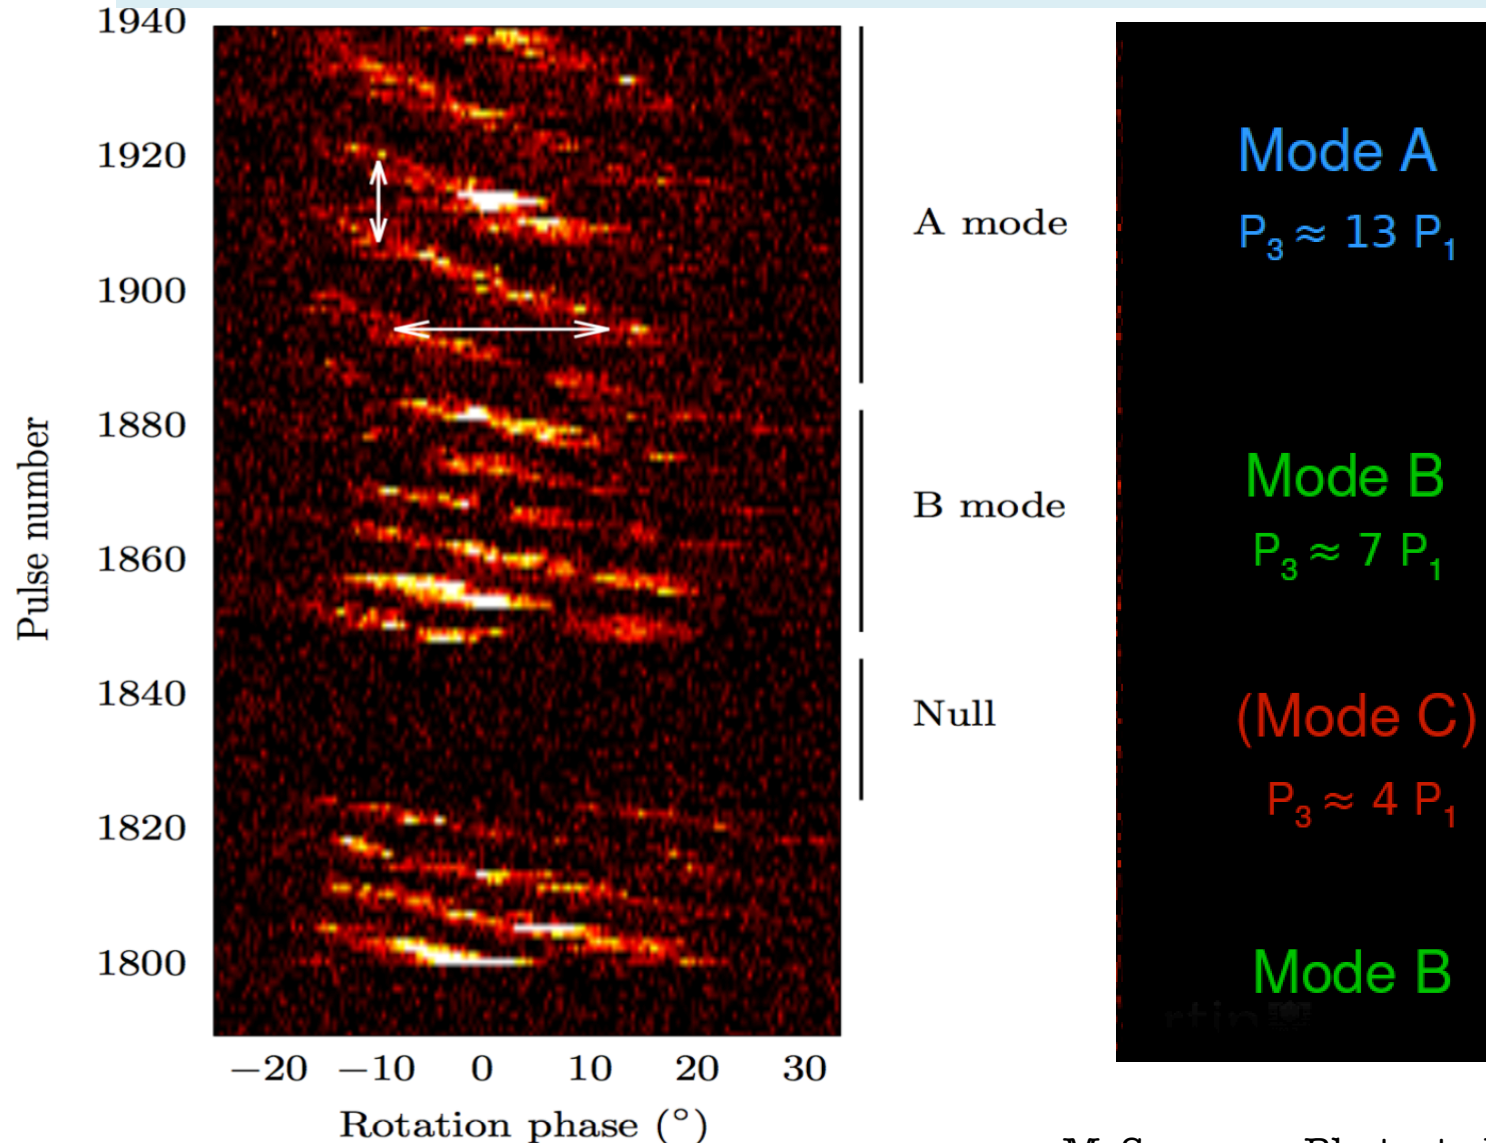 1940
1920
1900
1880
1860
1840
1820
1800
Pulse number
−20 −10 0 10 20 30
Rotation phase (°)
A mode
B mode
Null
Mode A
P3 ≈ 13 P1
Mode B
P3 ≈ 7 P1
(Mode C)
P3 ≈ 4 P1
Mode B